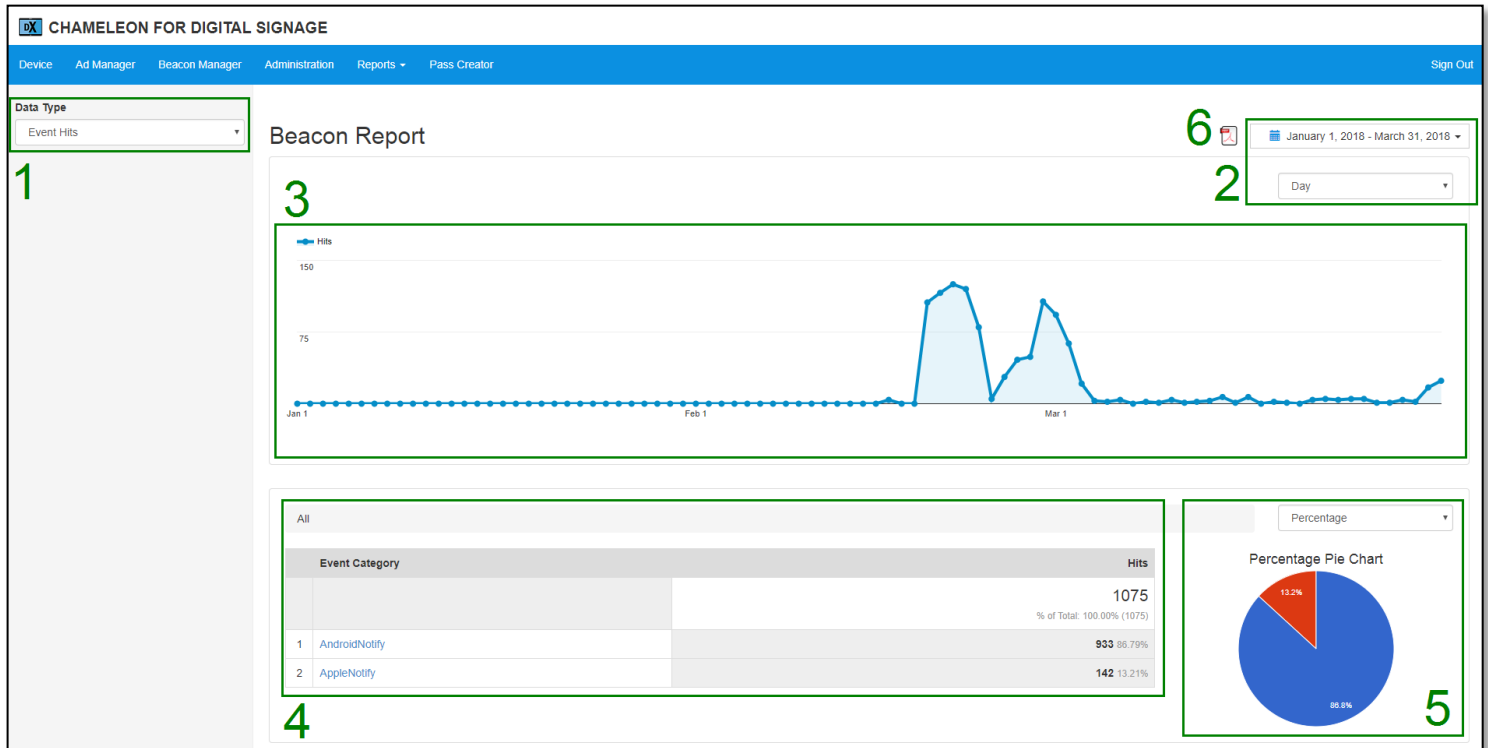 DX CHAMELEON FOR DIGITAL SIGNAGE
Device Ad Manager Beacon Manager Administration Reports Pass Creator Sign Out
Data Type
Event Hits
1
Beacon Report
6
January 1, 2018 - March 31, 2018
2
Day
3
Hits
150
75
Jan 1 Feb 1 Mar 1
All
Percentage
Event Category Hits
1075
% of Total: 100.00% (1075)
1 AndroidNotify 933 86.79%
2 AppleNotify 142 13.21%
4
Percentage Pie Chart
13.2%
86.8%
5